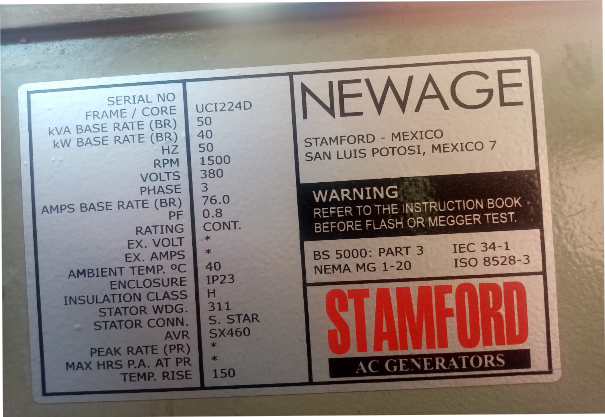 SERIAL NO
FRAME / CORE UCI224D
kVA BASE RATE (BR) 50
kW BASE RATE (BR) 40
HZ 50
RPM 1500
VOLTS 380
PHASE 3
AMPS BASE RATE (BR) 76.0
PF 0.8
RATING CONT.
EX. VOLT *
EX. AMPS *
AMBIENT TEMP. ºC 40
ENCLOSURE IP23
INSULATION CLASS H
STATOR WDG. 311
STATOR CONN. S. STAR
AVR SX460
PEAK RATE (PR) *
MAX HRS P.A. AT PR *
TEMP. RISE 150
NEWAGE
STAMFORD - MEXICO
SAN LUIS POTOSI, MEXICO 7
WARNING
REFER TO THE INSTRUCTION BOOK
BEFORE FLASH OR MEGGER TEST.
BS 5000: PART 3 IEC 34-1
NEMA MG 1-20 ISO 8528-3
STAMFORD
AC GENERATORS